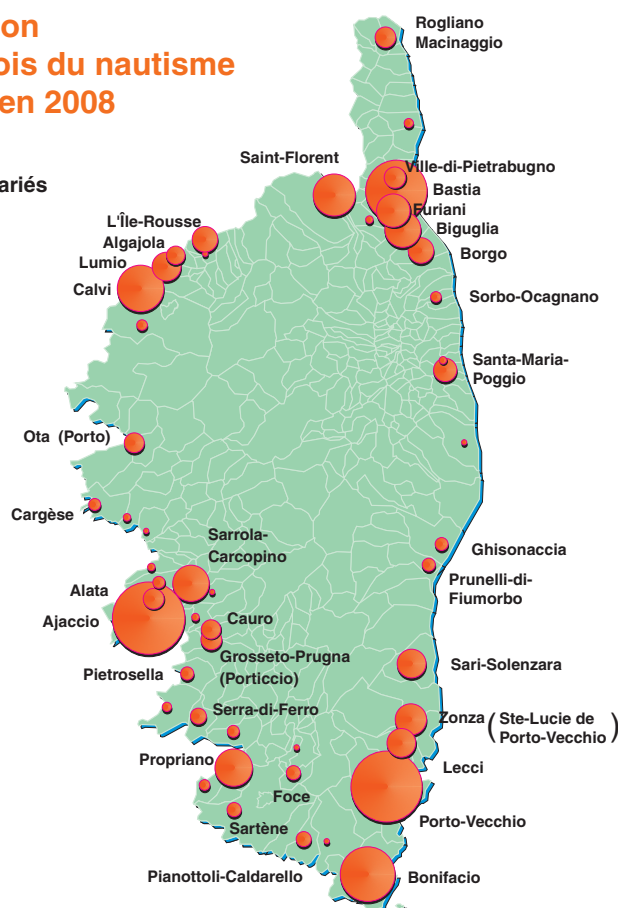 on
ois du nautisme
en 2008
ariés
Rogliano
Macinaggio
Saint-Florent
Ville-di-Pietrabugno
Bastia
Furiani
Biguglia
Borgo
L'Île-Rousse
Algajola
Lumio
Calvi
Sorbo-Ocagnano
Santa-Maria-
Poggio
Ota (Porto)
Cargèse
Sarrola-
Carcopino
Ghisonaccia
Prunelli-di-
Fiumorbo
Alata
Ajaccio
Cauro
Grosseto-Prugna
(Porticcio)
Pietrosella
Sari-Solenzara
Serra-di-Ferro
Zonza (Ste-Lucie de
Porto-Vecchio)
Propriano
Lecci
Foce
Porto-Vecchio
Sartène
Pianottoli-Caldarello
Bonifacio